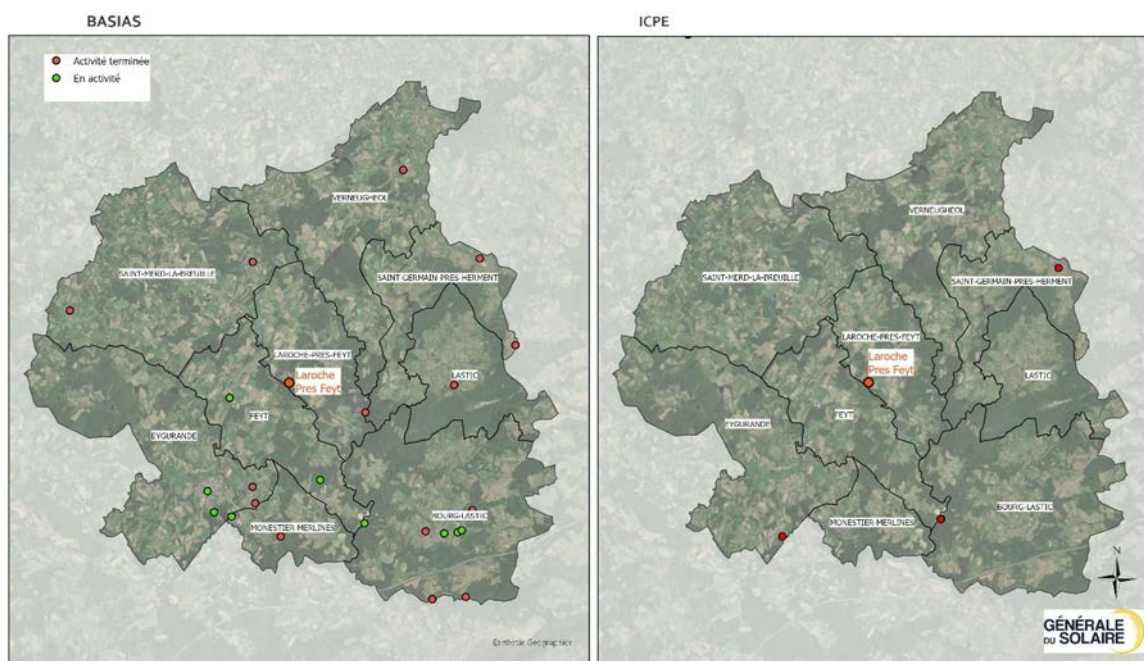 BASIAS
ICPE
Activité terminée
En activité
VERNEUGHEOL
SAINT-MERD-LA-BREUILLE
SAINT-GERMAIN-PRES-HERMENT
LAROCHE-PRES-FEYT
Laroche
Pres Feyt
LASTIC
FEYT
EYGURANDE
BOURG-LASTIC
MONESTIER-MERLINES
Earthstar Geographics
VERNEUGHEOL
SAINT-MERD-LA-BREUILLE
SAINT-GERMAIN-PRES-HERMENT
LAROCHE-PRES-FEYT
Laroche
Pres Feyt
LASTIC
FEYT
EYGURANDE
BOURG-LASTIC
MONESTIER-MERLINES
N
GÉNÉRALE
DU SOLAIRE